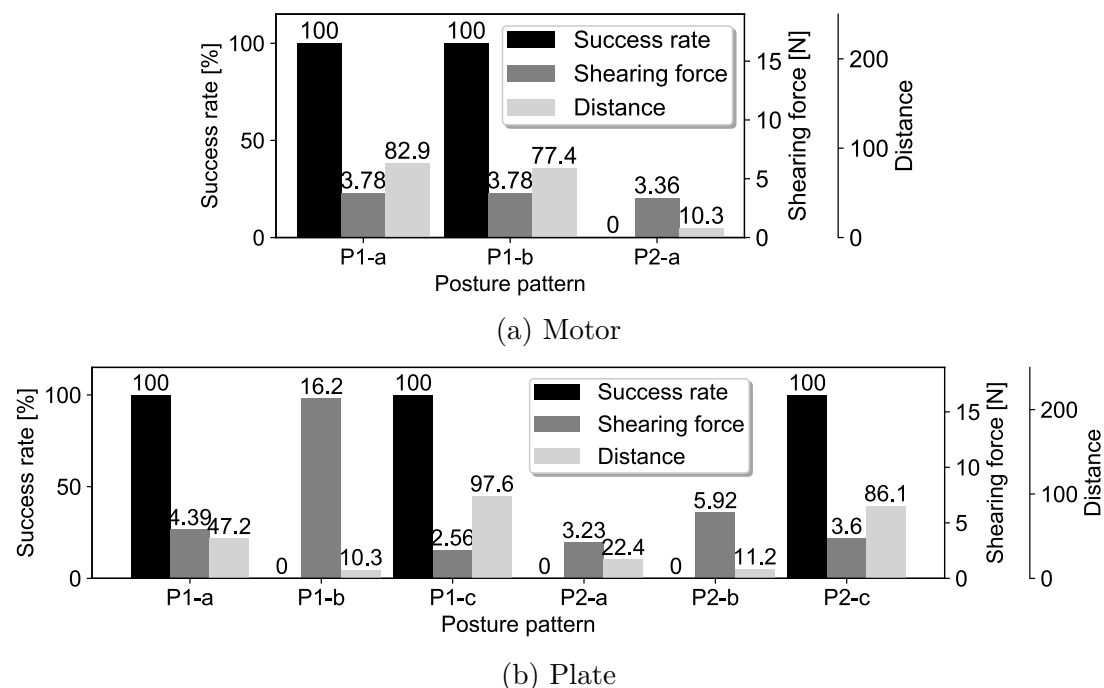 100
100
100
Success rate
Shearing force
Distance
Success rate [%]
50
0
3.78
82.9
3.78
77.4
0
3.36
10.3
15
10
5
0
Shearing force [N]
200
100
0
Distance
P1-a
P1-b
P2-a
Posture pattern
(a) Motor
100
16.2
100
100
100
Success rate
Shearing force
Distance
Success rate [%]
50
0
4.39
47.2
0
10.3
2.56
97.6
0
3.23
22.4
0
5.92
11.2
3.6
86.1
15
10
5
0
Shearing force [N]
200
100
0
Distance
P1-a
P1-b
P1-c
P2-a
P2-b
P2-c
Posture pattern
(b) Plate